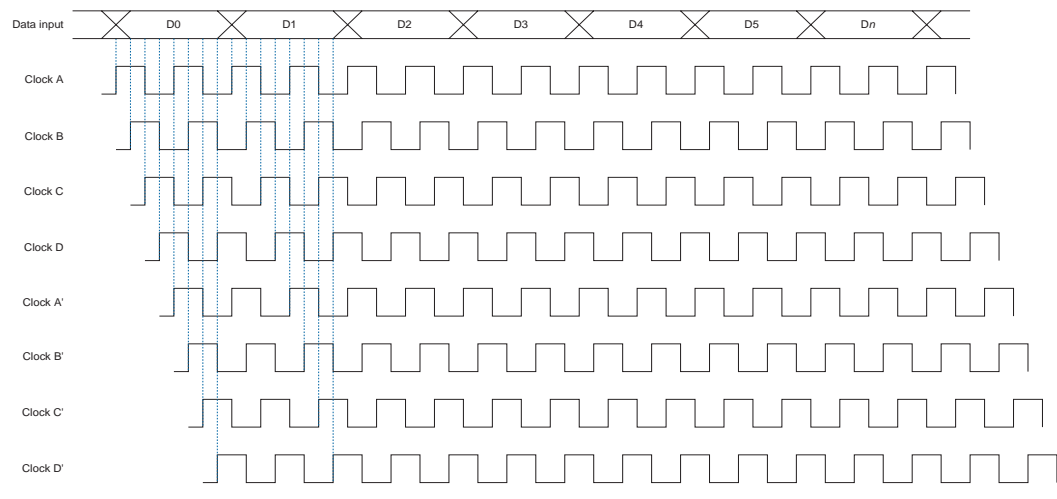 Data input D0 D1 D2 D3 D4 D5 Dn
Clock A
Clock B
Clock C
Clock D
Clock A'
Clock B'
Clock C'
Clock D'